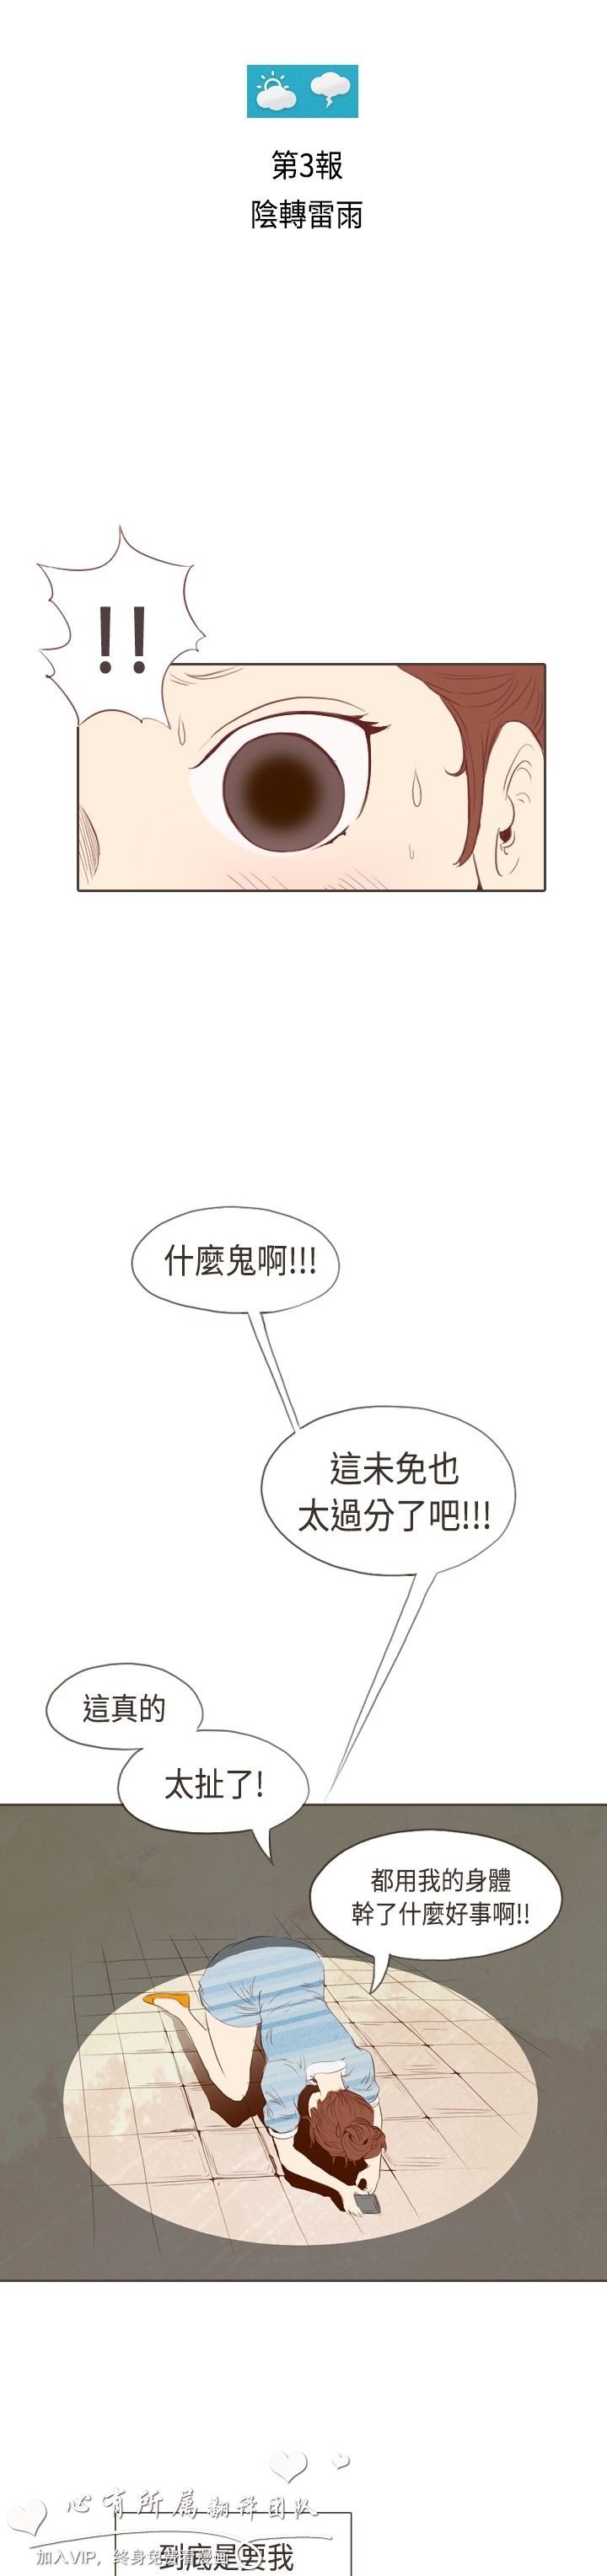 第3報
陰轉雷雨
!!
什麼鬼啊!!!
這未免也
太過分了吧!!!
這真的
太扯了!
都用我的身體
幹了什麼好事啊!!
心有所属翻译团队
加入VIP，终身免费看漫画
到底是要我